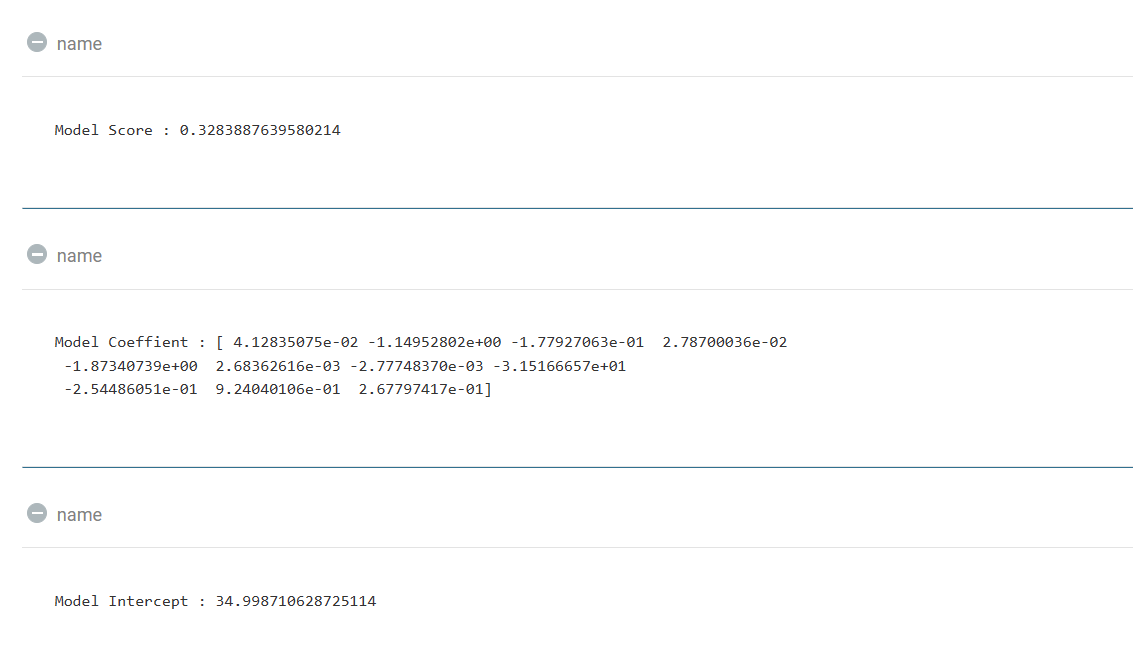 name
Model Score : 0.3283887639580214
name
Model Coeffient : [ 4.12835075e-02 -1.14952802e+00 -1.77927063e-01  2.78700036e-02
 -1.87340739e+00  2.68362616e-03 -2.77748370e-03 -3.15166657e+01
 -2.54486051e-01  9.24040106e-01  2.67797417e-01]
name
Model Intercept : 34.998710628725114